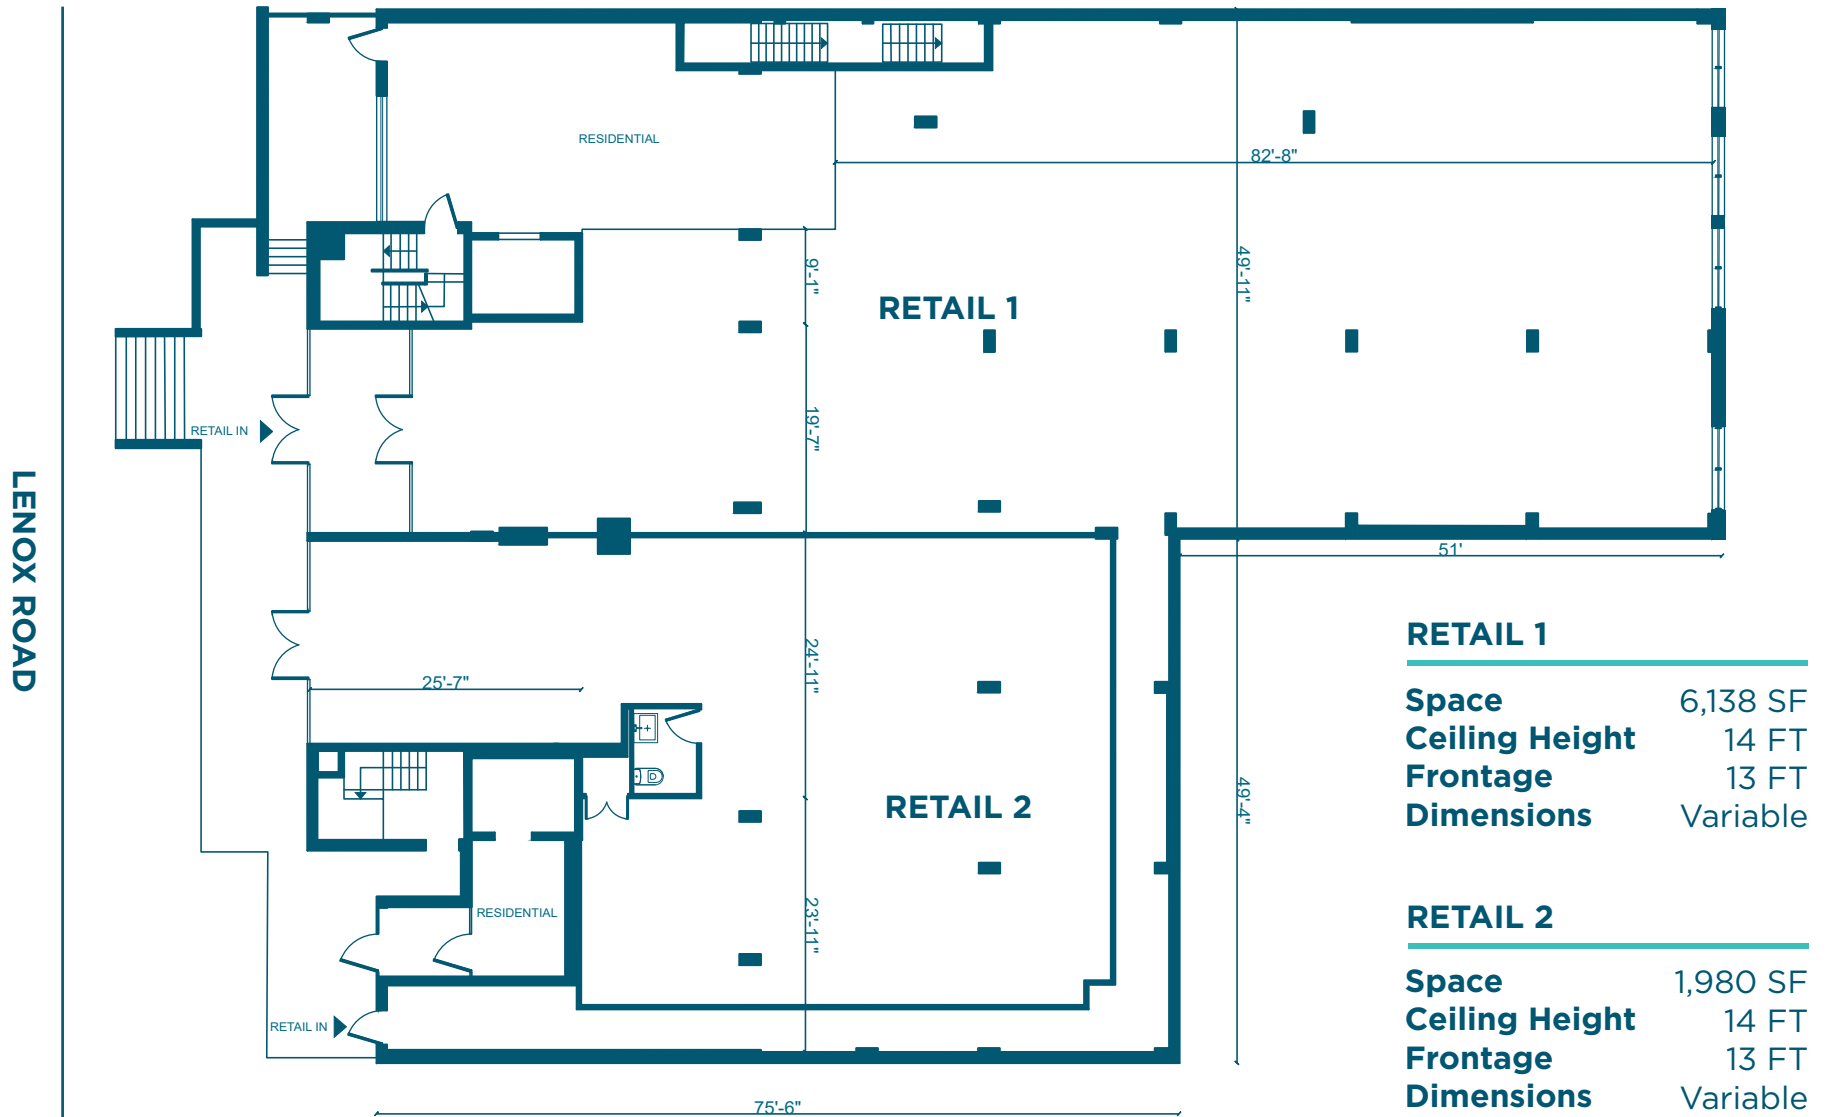 RESIDENTIAL
82'-8"
49'-11"
9'-1"
RETAIL 1
19'-7"
RETAIL IN
LENOX ROAD
51'
24'-11"
25'-7"
RETAIL 2
49'-4"
23'-11"
RESIDENTIAL
RETAIL IN
75'-6"
RETAIL 1
Space 6,138 SF
Ceiling Height 14 FT
Frontage 13 FT
Dimensions Variable
RETAIL 2
Space 1,980 SF
Ceiling Height 14 FT
Frontage 13 FT
Dimensions Variable